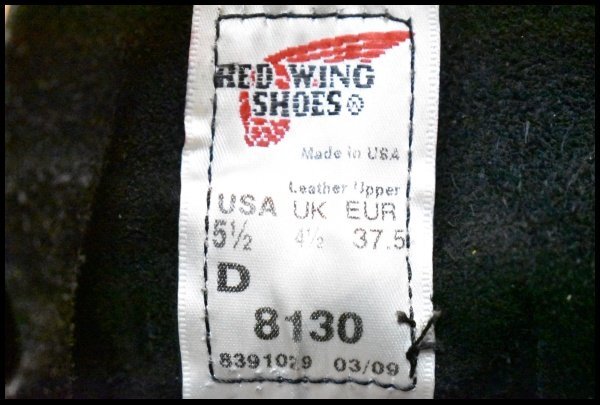 RED WING
SHOES®
Made in USA
Leather Upper
USA UK EUR
5½ 4½ 37.5
D
8130
8391029 03/09